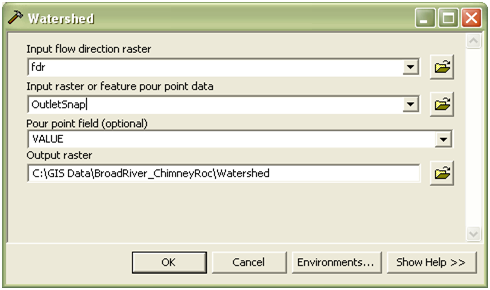 Watershed
Input flow direction raster
fdr
Input raster or feature pour point data
OutletSnap
Pour point field (optional)
VALUE
Output raster
C:\GIS Data\BroadRiver_ChimneyRoc\Watershed
OK Cancel Environments... Show Help >>